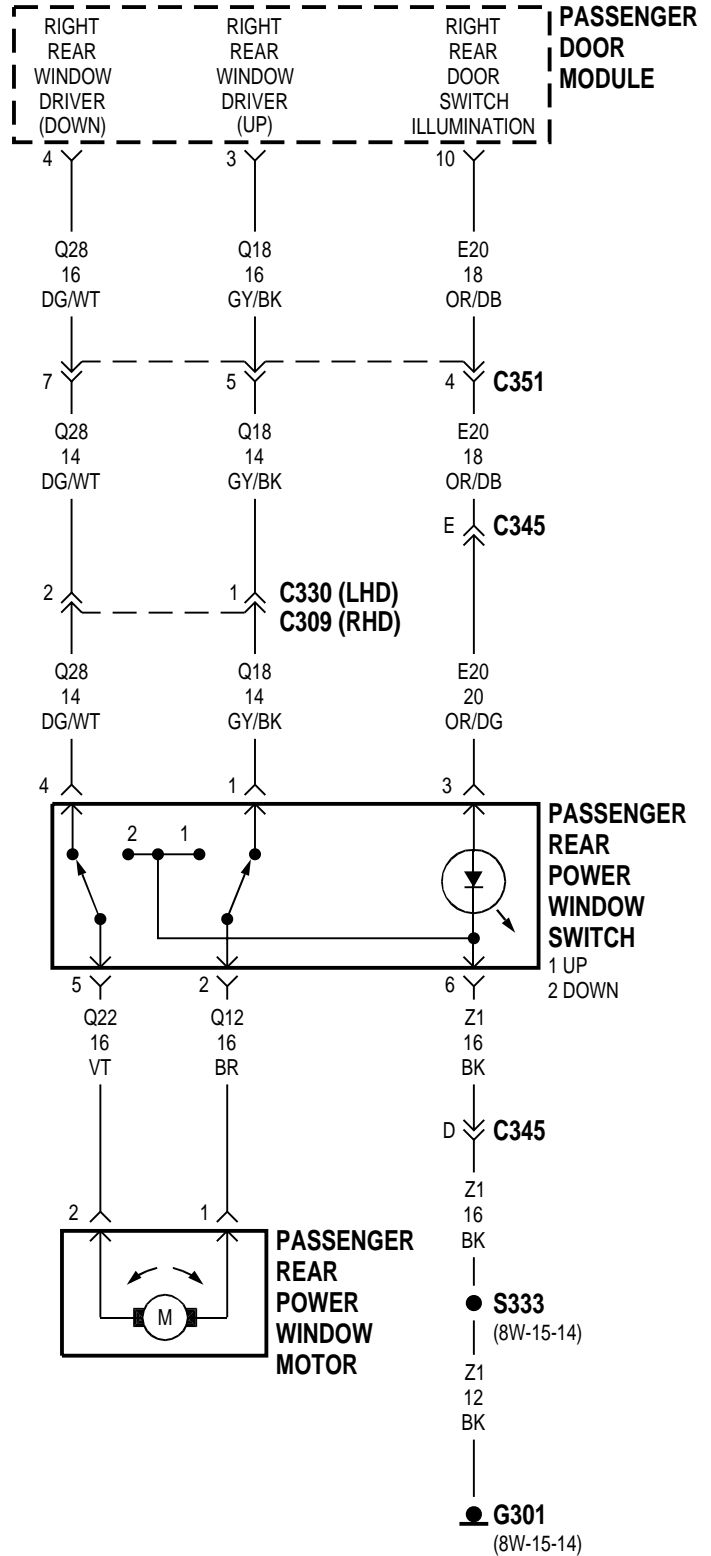 RIGHT
REAR
WINDOW
DRIVER
(DOWN)
RIGHT
REAR
WINDOW
DRIVER
(UP)
RIGHT
REAR
DOOR
SWITCH
ILLUMINATION
PASSENGER
DOOR
MODULE
4
3
10
Q28
16
DG/WT
Q18
16
GY/BK
E20
18
OR/DB
7
5
4
C351
Q28
14
DG/WT
Q18
14
GY/BK
E20
18
OR/DB
E
C345
2
1
C330 (LHD)
C309 (RHD)
Q28
14
DG/WT
Q18
14
GY/BK
E20
20
OR/DG
4
1
3
2
1
PASSENGER
REAR
POWER
WINDOW
SWITCH
1 UP
2 DOWN
5
2
6
Q22
16
VT
Q12
16
BR
Z1
16
BK
D
C345
Z1
16
BK
2
1
M
PASSENGER
REAR
POWER
WINDOW
MOTOR
S333
(8W-15-14)
Z1
12
BK
G301
(8W-15-14)